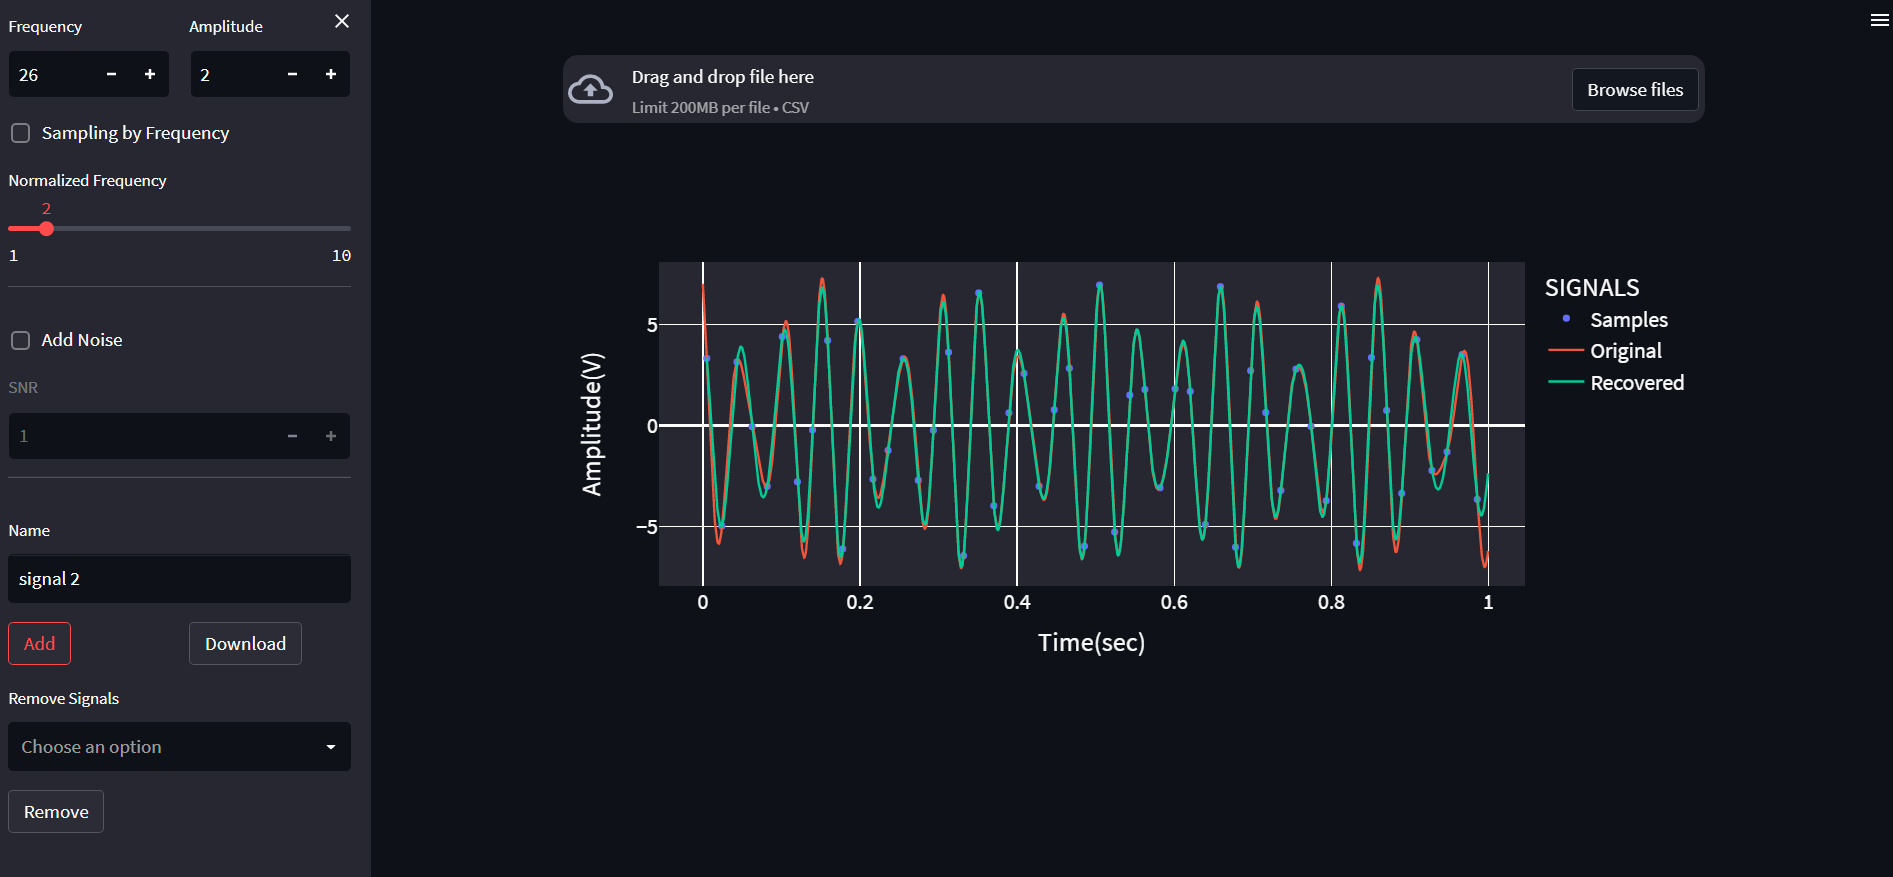 Frequency
Amplitude
26
2
Sampling by Frequency
Normalized Frequency
2
1
10
Add Noise
SNR
1
Name
signal 2
Add
Download
Remove Signals
Choose an option
Remove
Drag and drop file here
Limit 200MB per file • CSV
Browse files
SIGNALS
Samples
Original
Recovered
Amplitude(V)
5
0
−5
0
0.2
0.4
0.6
0.8
1
Time(sec)